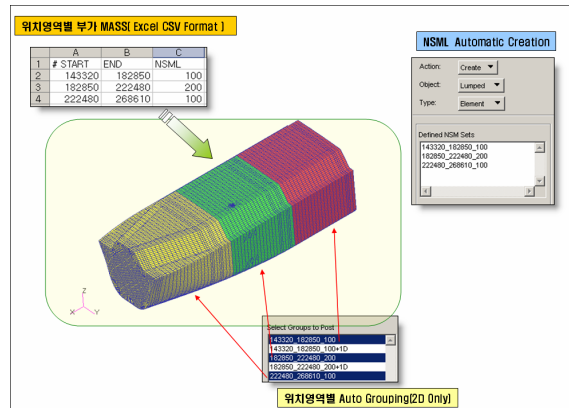 위치영역별 부가 MASS( Excel CSV Format )
A B C
1 # START END NSML
2 143320 182850 100
3 182850 222480 200
4 222480 268610 100
NSML Automatic Creation
Action: Create
Object: Lumped
Type: Element
Defined NSM Sets
143320_182850_100
182850_222480_200
222480_268610_100
Z
X Y
Select Groups to Post
143320_182850_100
143320_182850_100+1D
182850_222480_200
182850_222480_200+1D
222480_268610_100
위치영역별 Auto Grouping(2D Only)